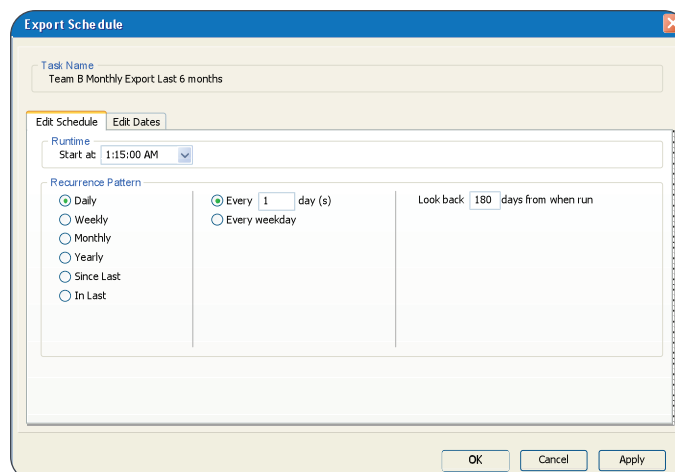 Export Schedule
Task Name
Team B Monthly Export Last 6 months
Edit Schedule Edit Dates
Runtime
Start at: 1:15:00 AM
Recurrence Pattern
Daily Every 1 day (s) Look back 180 days from when run
Weekly Every weekday
Monthly
Yearly
Since Last
In Last
OK Cancel Apply